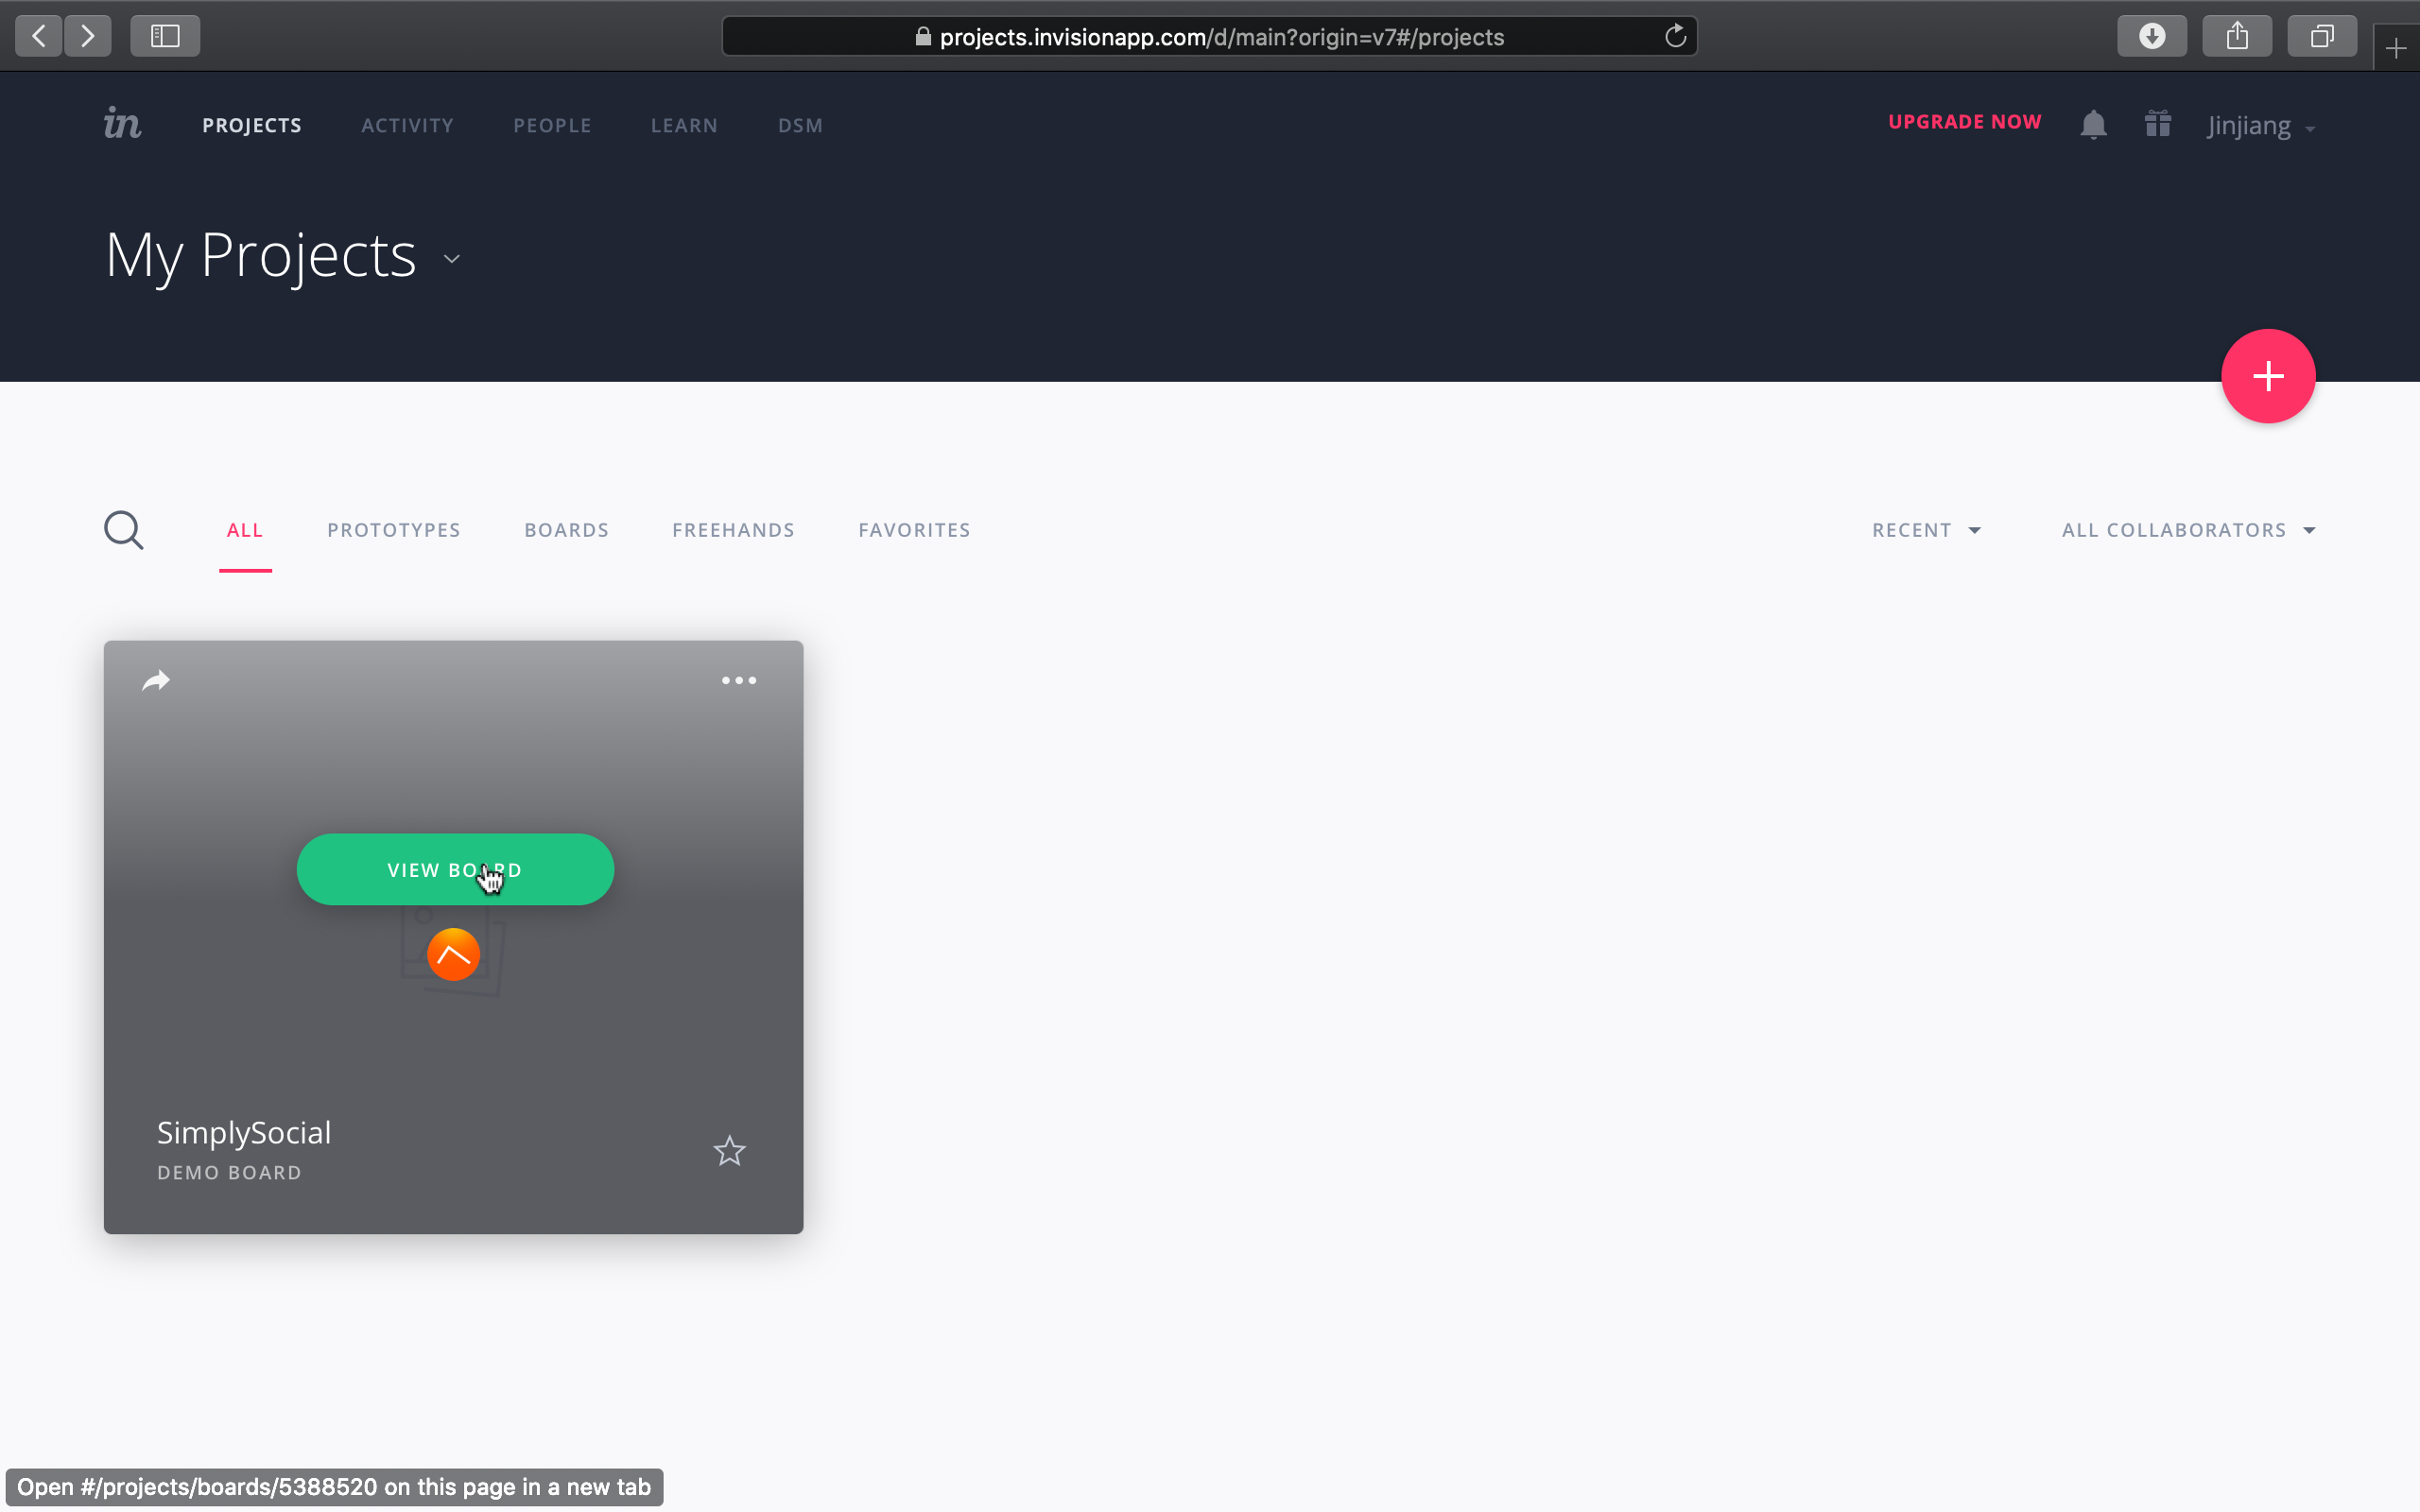 projects.invisionapp.com/d/main?origin=v7#/projects
in PROJECTS ACTIVITY PEOPLE LEARN DSM UPGRADE NOW Jinjiang
My Projects
ALL PROTOTYPES BOARDS FREEHANDS FAVORITES RECENT ALL COLLABORATORS
VIEW BOARD
SimplySocial
DEMO BOARD
Open #/projects/boards/5388520 on this page in a new tab